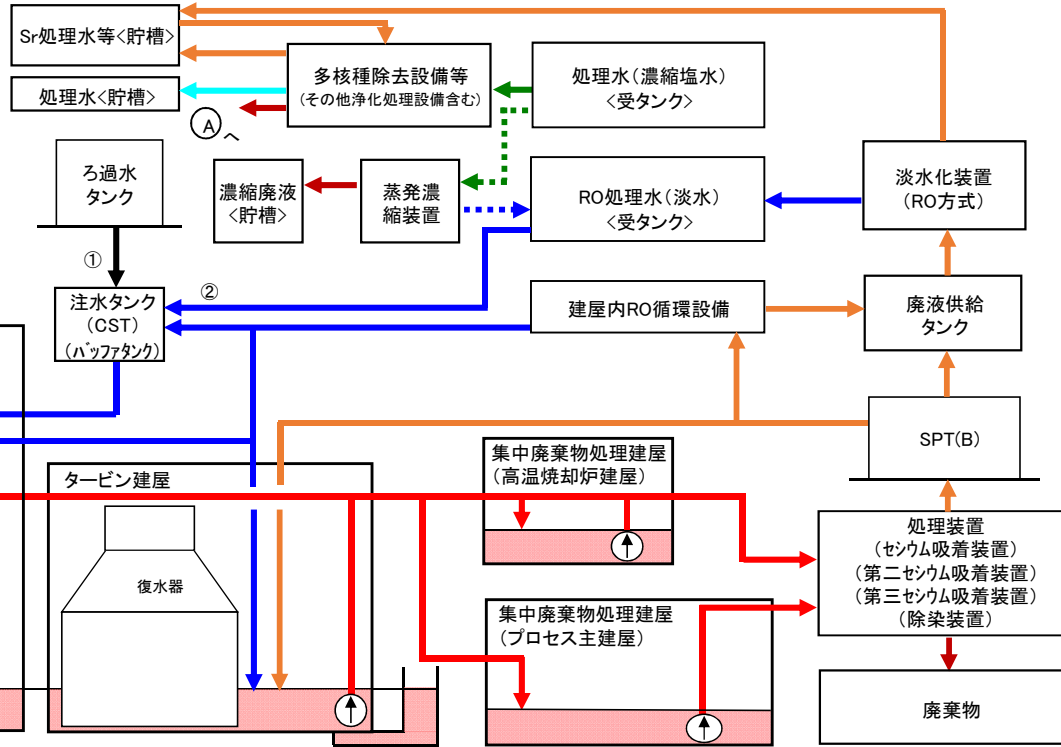 Sr処理水等<貯槽>
多核種除去設備等
(その他浄化処理設備含む)
処理水(濃縮塩水)
<受タンク>
処理水<貯槽>
Ⓐへ
ろ過水
タンク
濃縮廃液
<貯槽>
蒸発濃
縮装置
RO処理水(淡水)
<受タンク>
淡水化装置
(RO方式)
①
②
注水タンク
(CST)
(バッファタンク)
建屋内RO循環設備
廃液供給
タンク
SPT(B)
タービン建屋
集中廃棄物処理建屋
(高温焼却炉建屋)
処理装置
(セシウム吸着装置)
(第二セシウム吸着装置)
(第三セシウム吸着装置)
(除染装置)
復水器
集中廃棄物処理建屋
(プロセス主建屋)
廃棄物